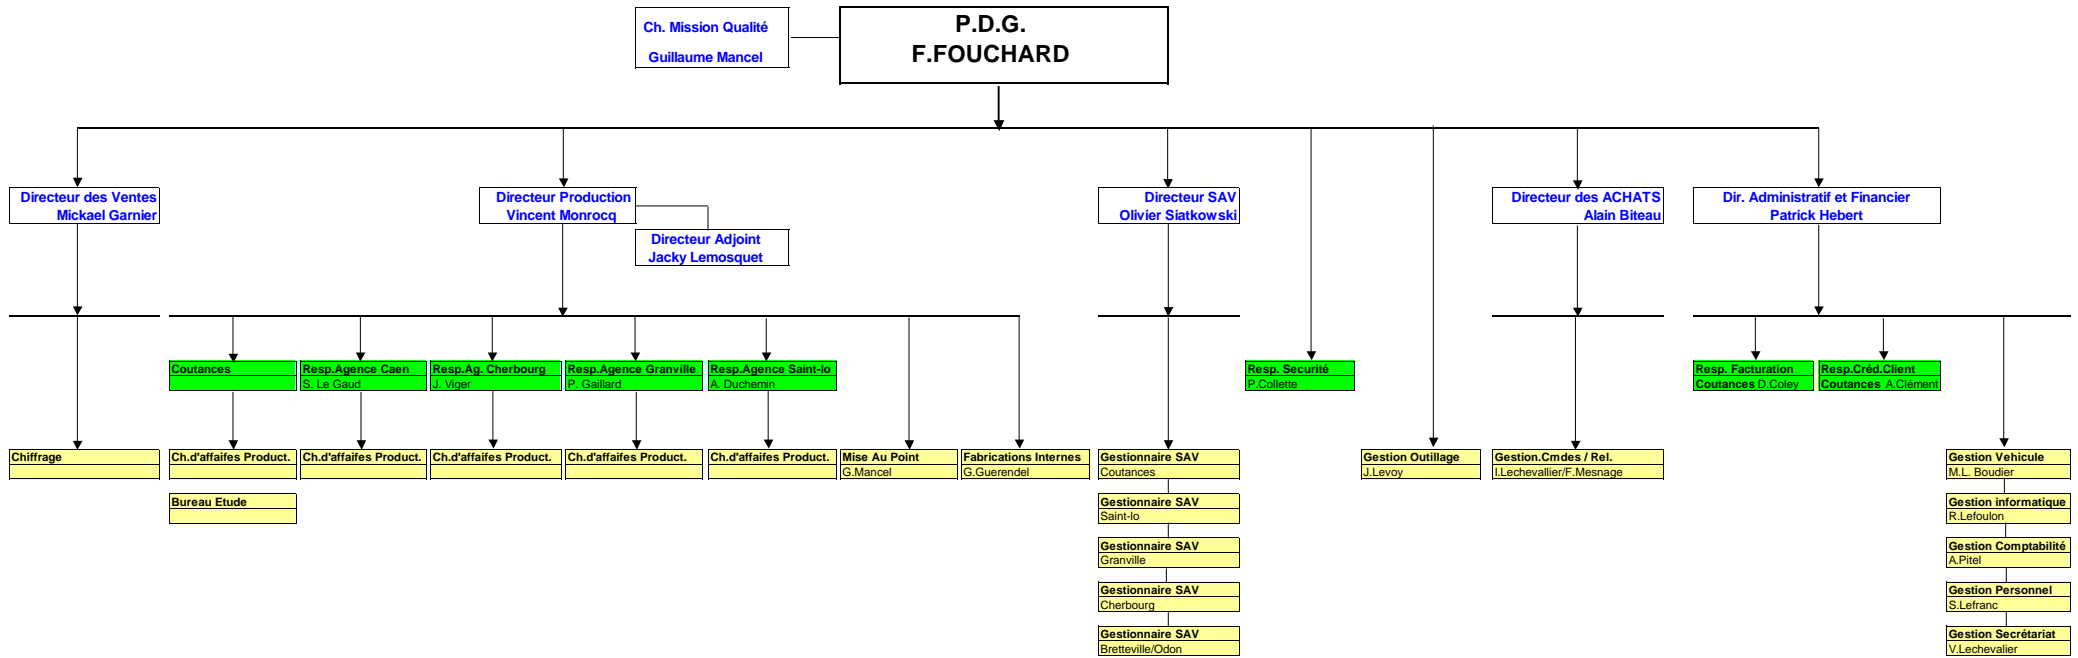 Ch. Mission Qualité
Guillaume Mancel
P.D.G.
F.FOUCHARD
Directeur des Ventes
Mickael Garnier
Directeur Production
Vincent Monrocq
Directeur Adjoint
Jacky Lemosquet
Directeur SAV
Olivier Siatkowski
Directeur des ACHATS
Alain Biteau
Dir. Administratif et Financier
Patrick Hebert
Coutances
Resp.Agence Caen
S. Le Gaud
Resp.Ag. Cherbourg
J. Viger
Resp.Agence Granville
P. Gaillard
Resp.Agence Saint-lo
A. Duchemin
Resp. Securité
P.Collette
Resp. Facturation
Coutances D.Coley
Resp.Créd.Client
Coutances A.Clément
Chiffrage
Ch.d'affaifes Product.
Ch.d'affaifes Product.
Ch.d'affaifes Product.
Ch.d'affaifes Product.
Ch.d'affaifes Product.
Mise Au Point
G.Mancel
Fabrications Internes
G.Guerendel
Gestionnaire SAV
Coutances
Gestion Outillage
J.Levoy
Gestion.Cmdes / Rel.
I.Lechevallier/F.Mesnage
Gestion Vehicule
M.L. Boudier
Bureau Etude
Gestionnaire SAV
Saint-lo
Gestion informatique
R.Lefoulon
Gestionnaire SAV
Granville
Gestion Comptabilité
A.Pitel
Gestionnaire SAV
Cherbourg
Gestion Personnel
S.Lefranc
Gestionnaire SAV
Bretteville/Odon
Gestion Secrétariat
V.Lechevalier